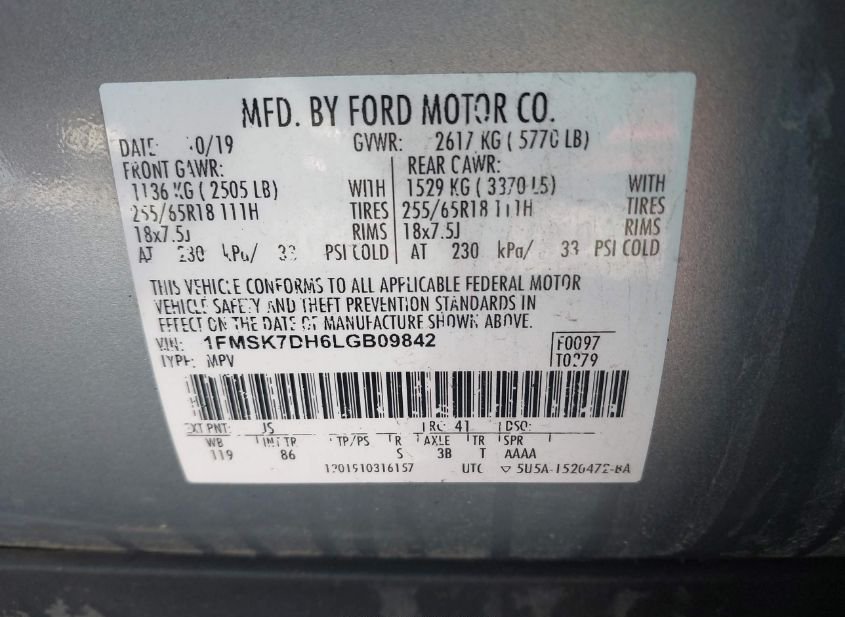 MFD. BY FORD MOTOR CO.
DATE 0/19 GVWR: 2617 KG ( 5770 LB)
FRONT GAWR: REAR GAWR:
1136 KG ( 2505 LB) WITH 1529 KG ( 3370 LB) WITH
255/65R18 111H TIRES 255/65R18 111H TIRES
18x7.5J RIMS 18x7.5J RIMS
AT 230 kPa/ 33 PSI COLD AT 230 kPa/ 33 PSI COLD
THIS VEHICLE CONFORMS TO ALL APPLICABLE FEDERAL MOTOR
VEHICLE SAFETY AND THEFT PREVENTION STANDARDS IN
EFFECT ON THE DATE OF MANUFACTURE SHOWN ABOVE.
VIN: 1FMSK7DH6LGB09842 F0097
TYPE: MPV T0279
EXT PNT: JS RC: 41 DSO:
WB INT TR TP/PS R AXLE TR SPR
119 86 S 3B T AAAA
UTC ▽ 5U5A-1520472-BA